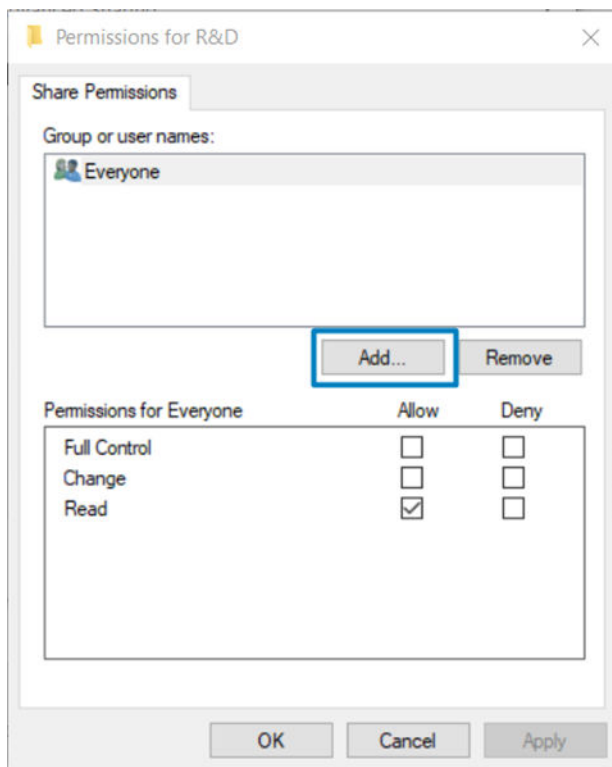 Permissions for R&D
Share Permissions
Group or user names:
Everyone
Add... Remove
Permissions for Everyone Allow Deny
Full Control
Change
Read
OK Cancel Apply